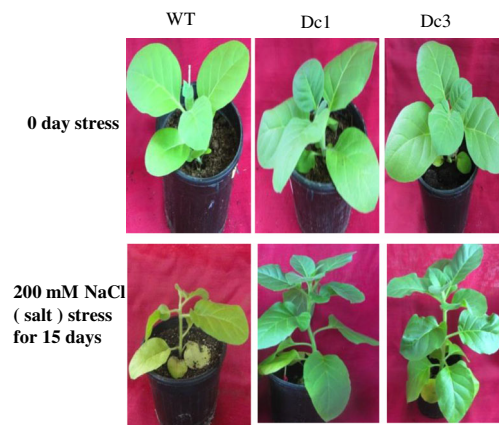 WT Dc1 Dc3
0 day stress
200 mM NaCl
( salt ) stress
for 15 days